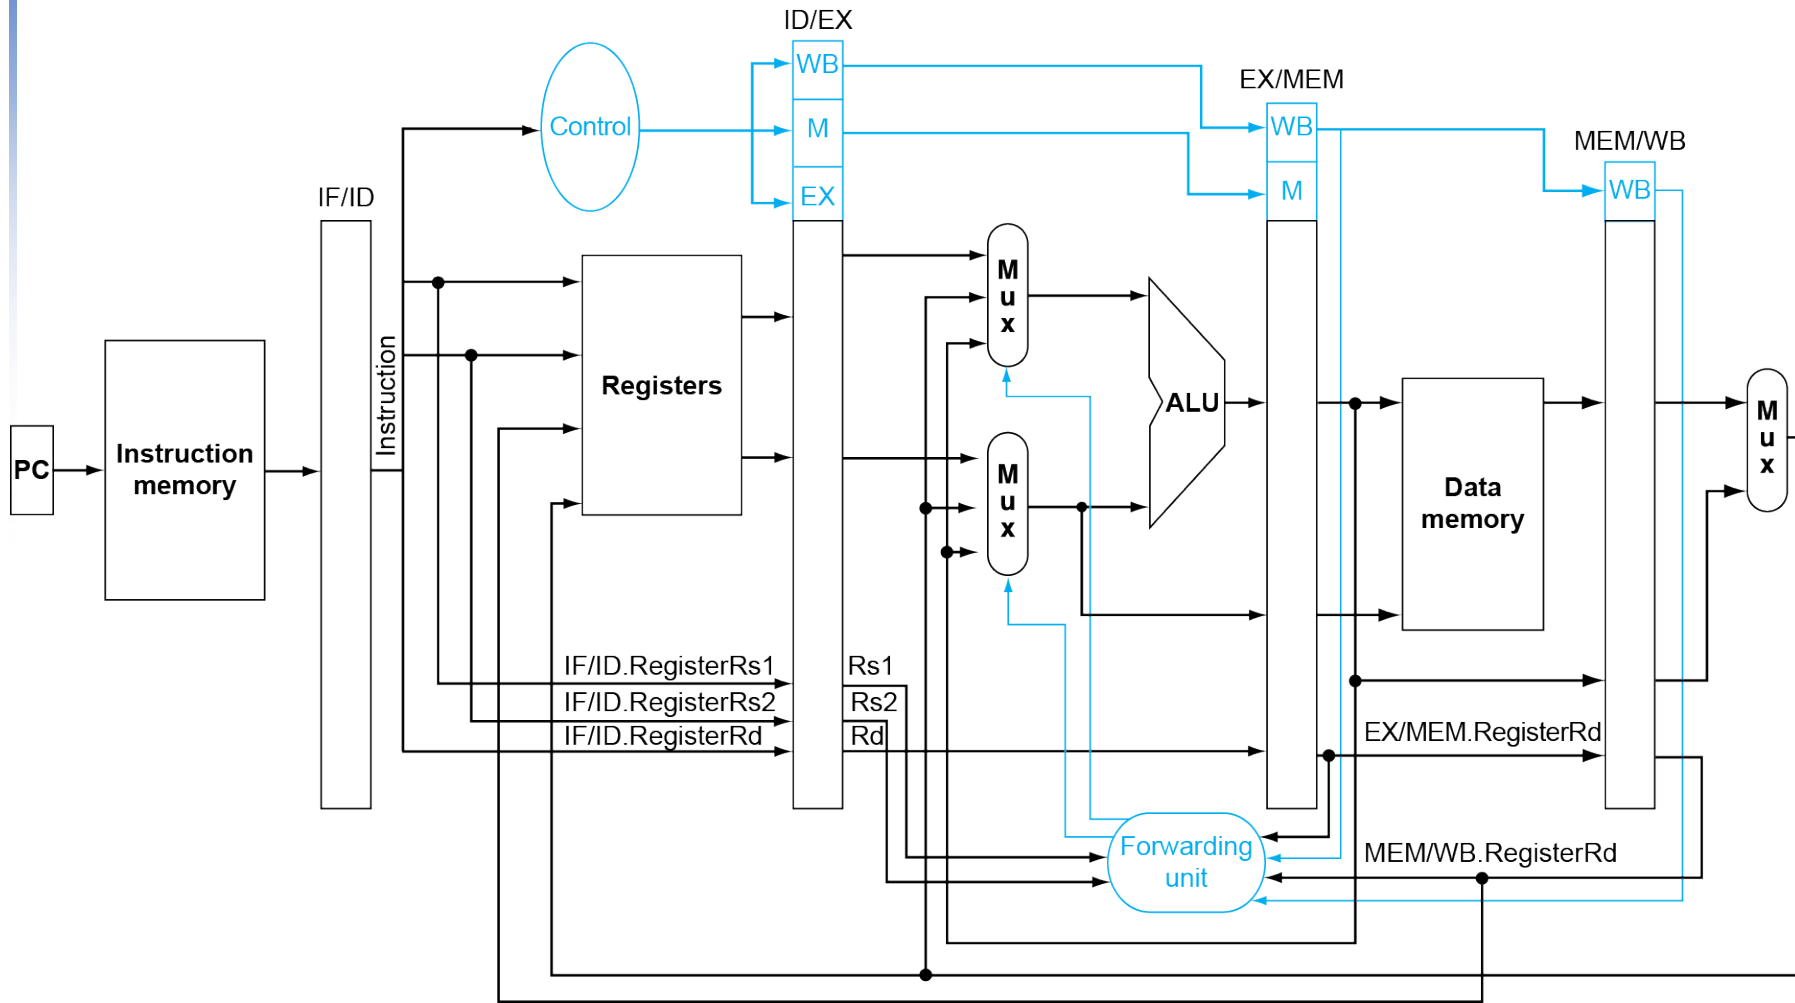 ID/EX
WB
EX/MEM
Control
M
WB
MEM/WB
IF/ID
EX
M
WB
M
u
x
Instruction
Registers
ALU
M
u
x
Instruction
memory
PC
M
u
x
Data
memory
IF/ID.RegisterRs1
Rs1
IF/ID.RegisterRs2
Rs2
IF/ID.RegisterRd
Rd
EX/MEM.RegisterRd
Forwarding
unit
MEM/WB.RegisterRd